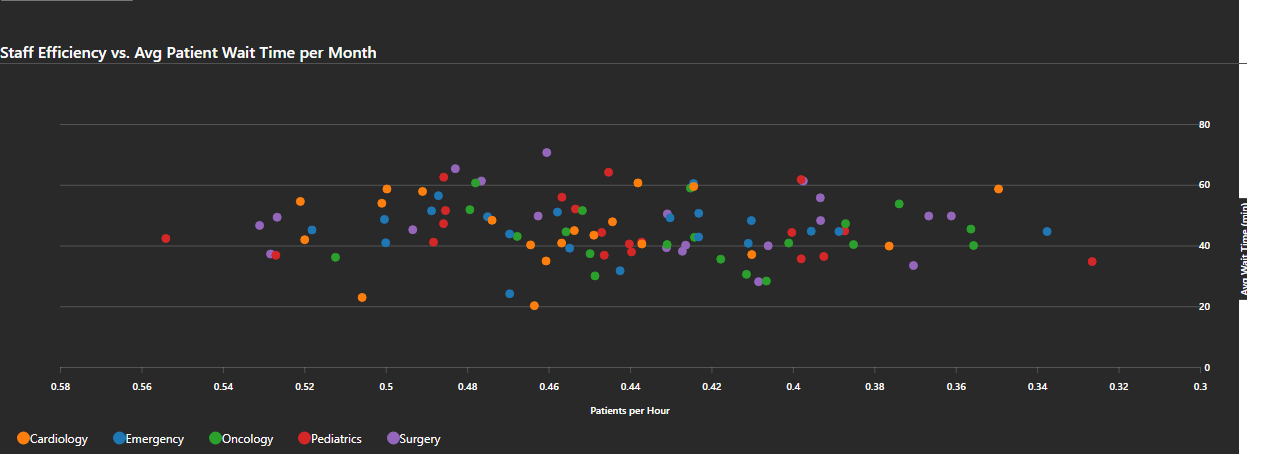 Staff Efficiency vs. Avg Patient Wait Time per Month
80
60
40
20
0
Avg Wait Time (min)
0.58 0.56 0.54 0.52 0.5 0.48 0.46 0.44 0.42 0.4 0.38 0.36 0.34 0.32 0.3
Patients per Hour
Cardiology Emergency Oncology Pediatrics Surgery